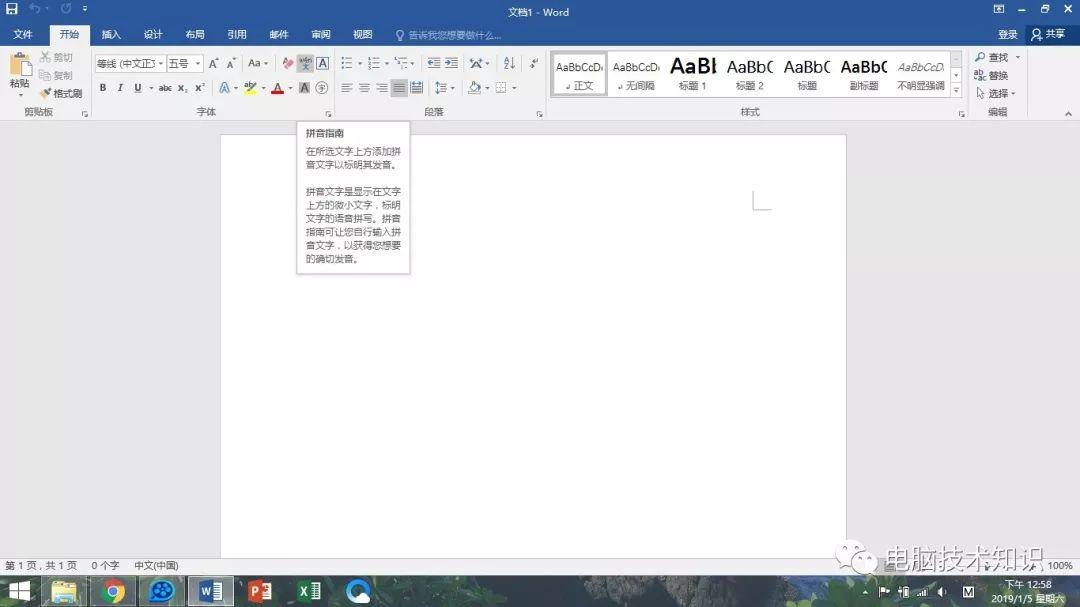 文档1 - Word
文件 开始 插入 设计 布局 引用 邮件 审阅 视图 告诉我您想要做什么... 登录 共享
粘贴
剪切
复制
格式刷
剪贴板
等线 (中文正文 五号 Aa wén 文 A
B I U abc X₂ X² A A A 字
字体
段落
AaBbCcDc AaBbCcDc AaBl AaBbC AaBbC AaBbC AaBbCcD.
正文 无间隔 标题 1 标题 2 标题 副标题 不明显强调
样式
查找
替换
选择
编辑
拼音指南
在所选文字上方添加拼
音文字以标明其发音。
拼音文字是显示在文字
上方的微小文字，标明
文字的语音拼写。拼音
指南可让您自行输入拼
音文字，以获得您想要
的确切发音。
电脑技术知识
第 1 页，共 1 页 0 个字 中文(中国) 100%
下午 12:58
2019/1/5 星期六